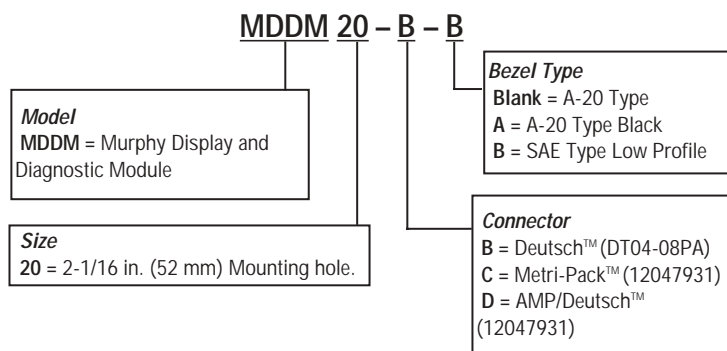 MDDM 20 – B – B
Model
MDDM = Murphy Display and
Diagnostic Module
Size
20 = 2-1/16 in. (52 mm) Mounting hole.
Bezel Type
Blank = A-20 Type
A = A-20 Type Black
B = SAE Type Low Profile
Connector
B = Deutsch™ (DT04-08PA)
C = Metri-Pack™ (12047931)
D = AMP/Deutsch™
(12047931)